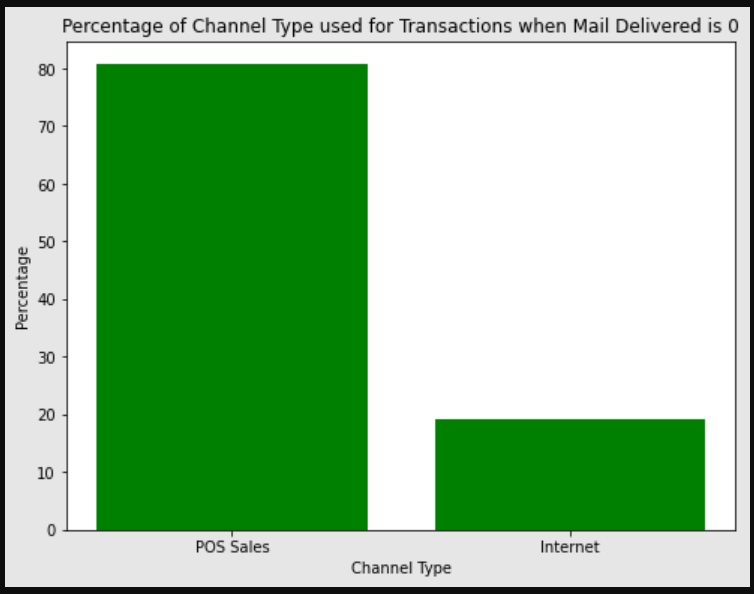 Percentage of Channel Type used for Transactions when Mail Delivered is 0
80
70
60
50
40
30
20
10
0
Percentage
POS Sales
Internet
Channel Type